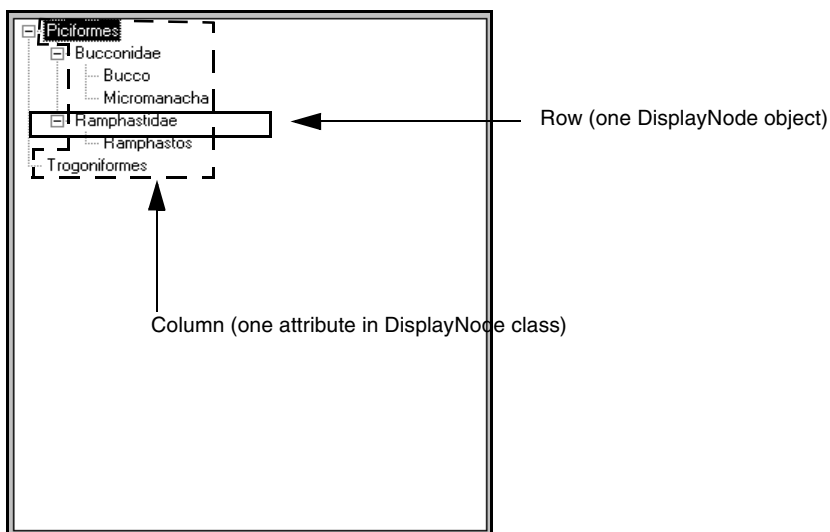 Piciformes
Bucconidae
Bucco
Micromanacha
Ramphastidae
Row (one DisplayNode object)
Ramphastos
Trogoniformes
Column (one attribute in DisplayNode class)